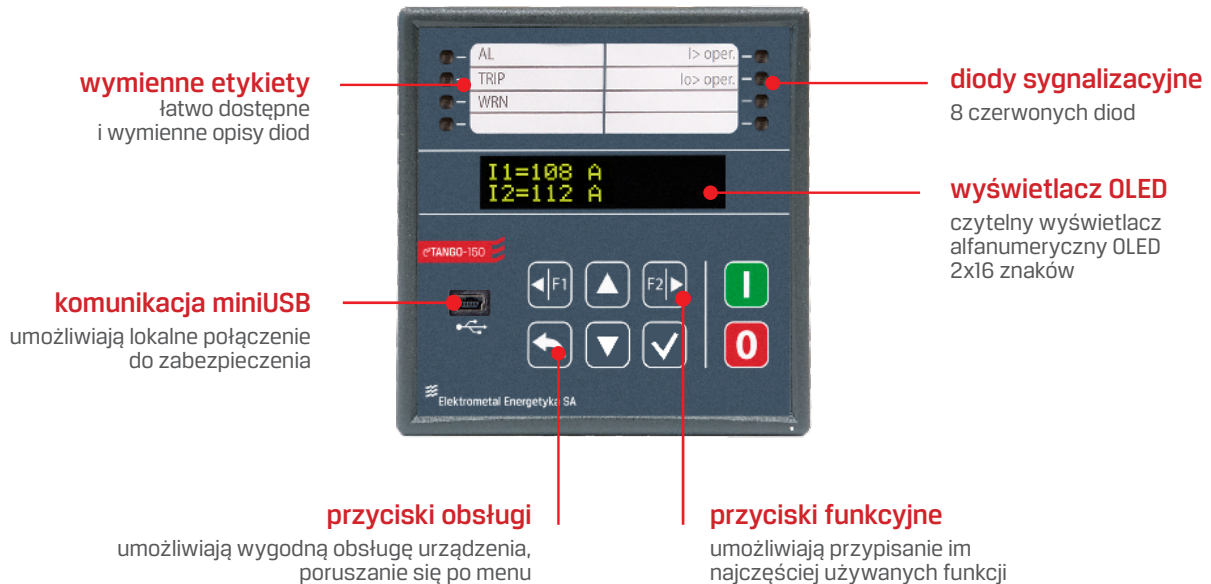 wymienne etykiety
łatwo dostępne
i wymienne opisy diod
AL
I> oper.
TRIP
Io> oper.
WRN
diody sygnalizacyjne
8 czerwonych diod
I1=108 A
I2=112 A
wyświetlacz OLED
czytelny wyświetlacz
alfanumeryczny OLED
2x16 znaków
eTANGO-150
komunikacja miniUSB
umożliwiają lokalne połączenie
do zabezpieczenia
F1
F2
I
0
Elektrometal Energetyka SA
przyciski obsługi
umożliwiają wygodną obsługę urządzenia,
poruszanie się po menu
przyciski funkcyjne
umożliwiają przypisanie im
najczęściej używanych funkcji